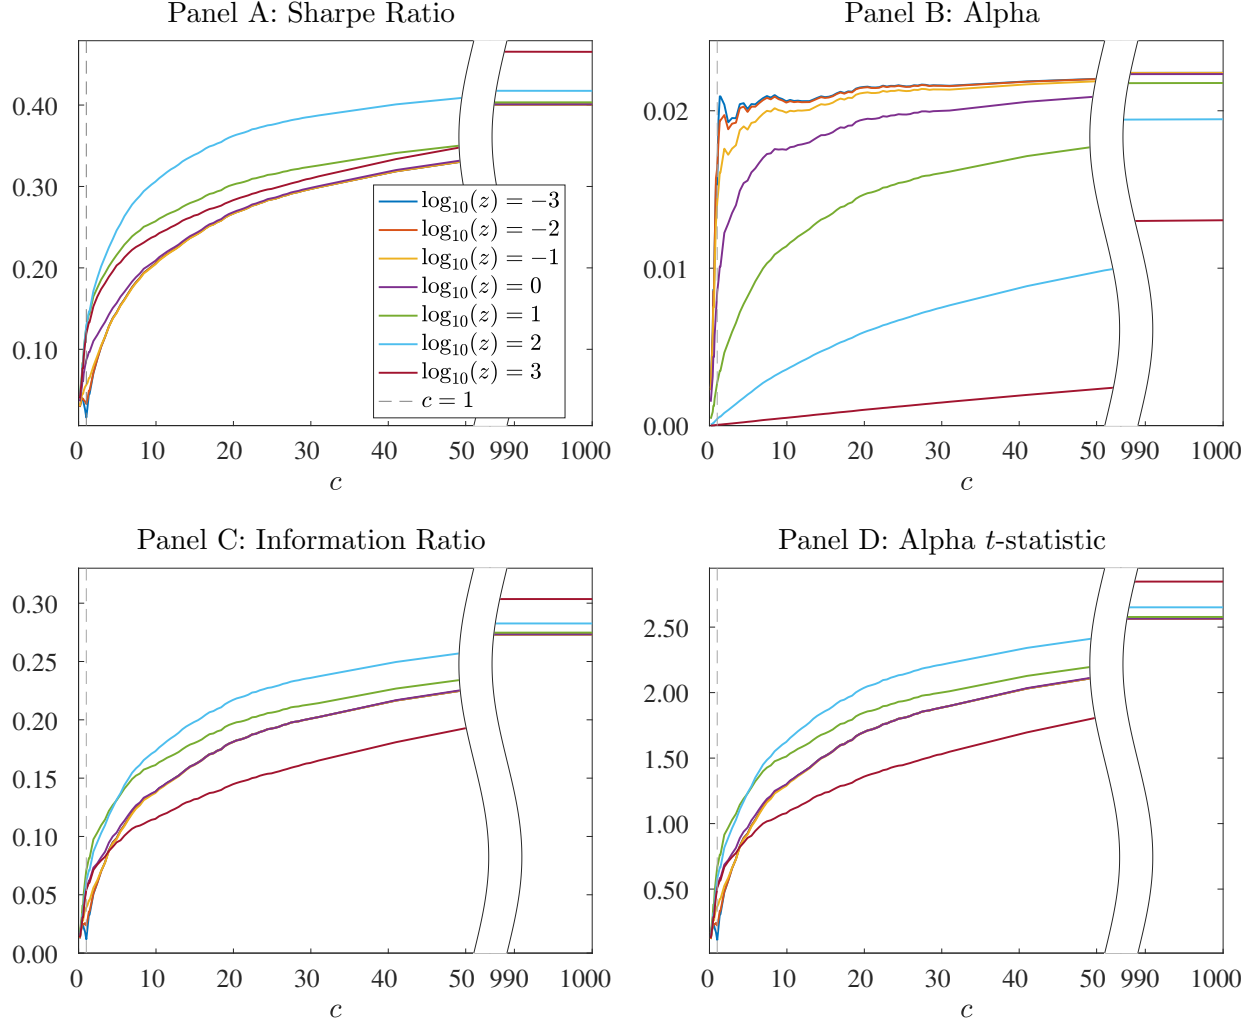 Panel A: Sharpe Ratio
0.40
0.30
0.20
0.10
0 10 20 30 40 50 990 1000
c
log₁₀(z) = −3
log₁₀(z) = −2
log₁₀(z) = −1
log₁₀(z) = 0
log₁₀(z) = 1
log₁₀(z) = 2
log₁₀(z) = 3
c = 1
Panel B: Alpha
0.02
0.01
0.00
0 10 20 30 40 50 990 1000
c
Panel C: Information Ratio
0.30
0.25
0.20
0.15
0.10
0.05
0.00
0 10 20 30 40 50 990 1000
c
Panel D: Alpha t-statistic
2.50
2.00
1.50
1.00
0.50
0 10 20 30 40 50 990 1000
c